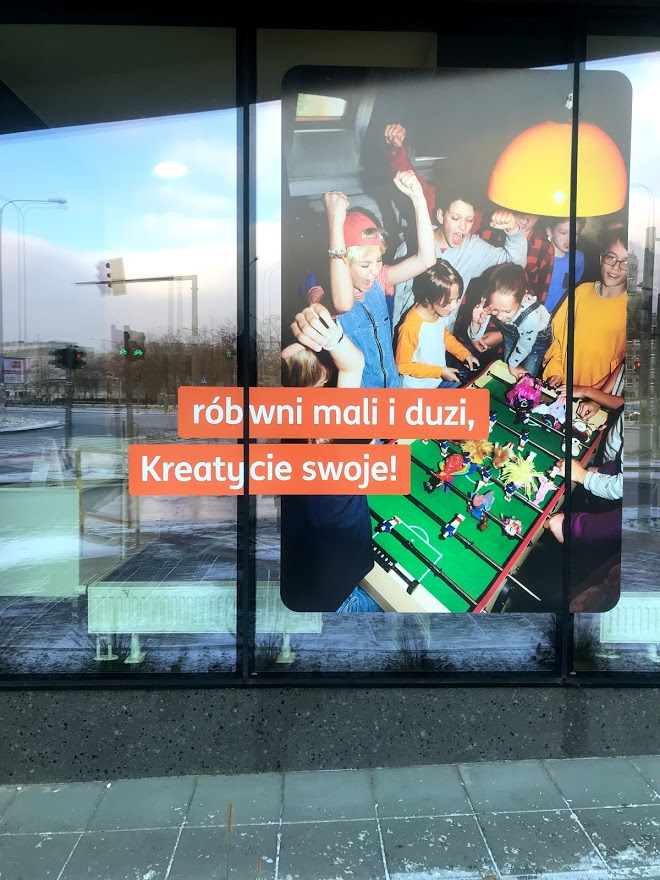 rób wni mali i duzi,
Kreatycie swoje!